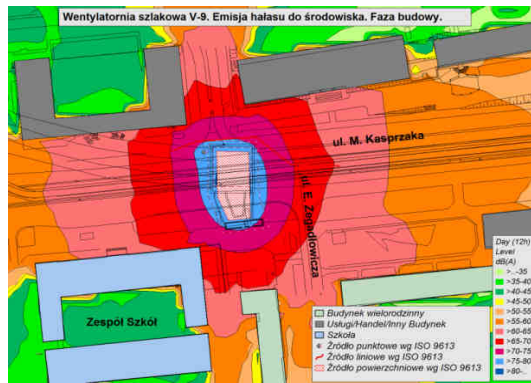 Wentylatornia szlakowa V-9. Emisja hałasu do środowiska. Faza budowy.
ul. M. Kasprzaka
ul. E. Zegadłowicza
Zespół Szkół
Budynek wielorodzinny
Usługi/Handel/Inny Budynek
Szkoła
Źródło punktowe wg ISO 9613
Źródło liniowe wg ISO 9613
Źródło powierzchniowe wg ISO 9613
Day (12h)
Level
dB(A)
>..-35
>35-40
>40-45
>45-50
>50-55
>55-60
>60-65
>65-70
>70-75
>75-80
>80-